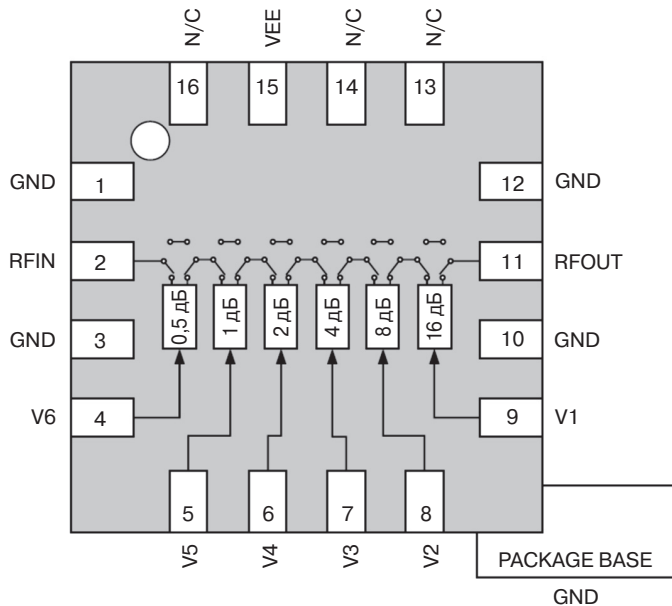 N/C
VEE
N/C
N/C
16
15
14
13
GND
1
12
GND
RFIN
2
11
RFOUT
0,5 дБ
1 дБ
2 дБ
4 дБ
8 дБ
16 дБ
GND
3
10
GND
V6
4
9
V1
5
6
7
8
V5
V4
V3
V2
PACKAGE BASE
GND